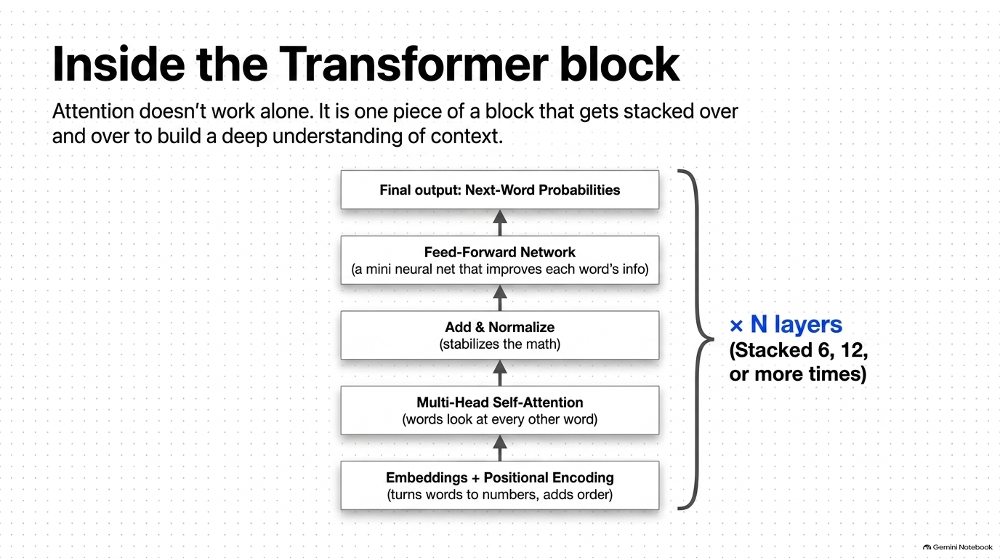 Inside the Transformer block
Attention doesn’t work alone. It is one piece of a block that gets stacked over
and over to build a deep understanding of context.
Final output: Next-Word Probabilities
Feed-Forward Network
(a mini neural net that improves each word’s info)
Add & Normalize
(stabilizes the math)
Multi-Head Self-Attention
(words look at every other word)
Embeddings + Positional Encoding
(turns words to numbers, adds order)
× N layers
(Stacked 6, 12,
or more times)
Gemini Notebook